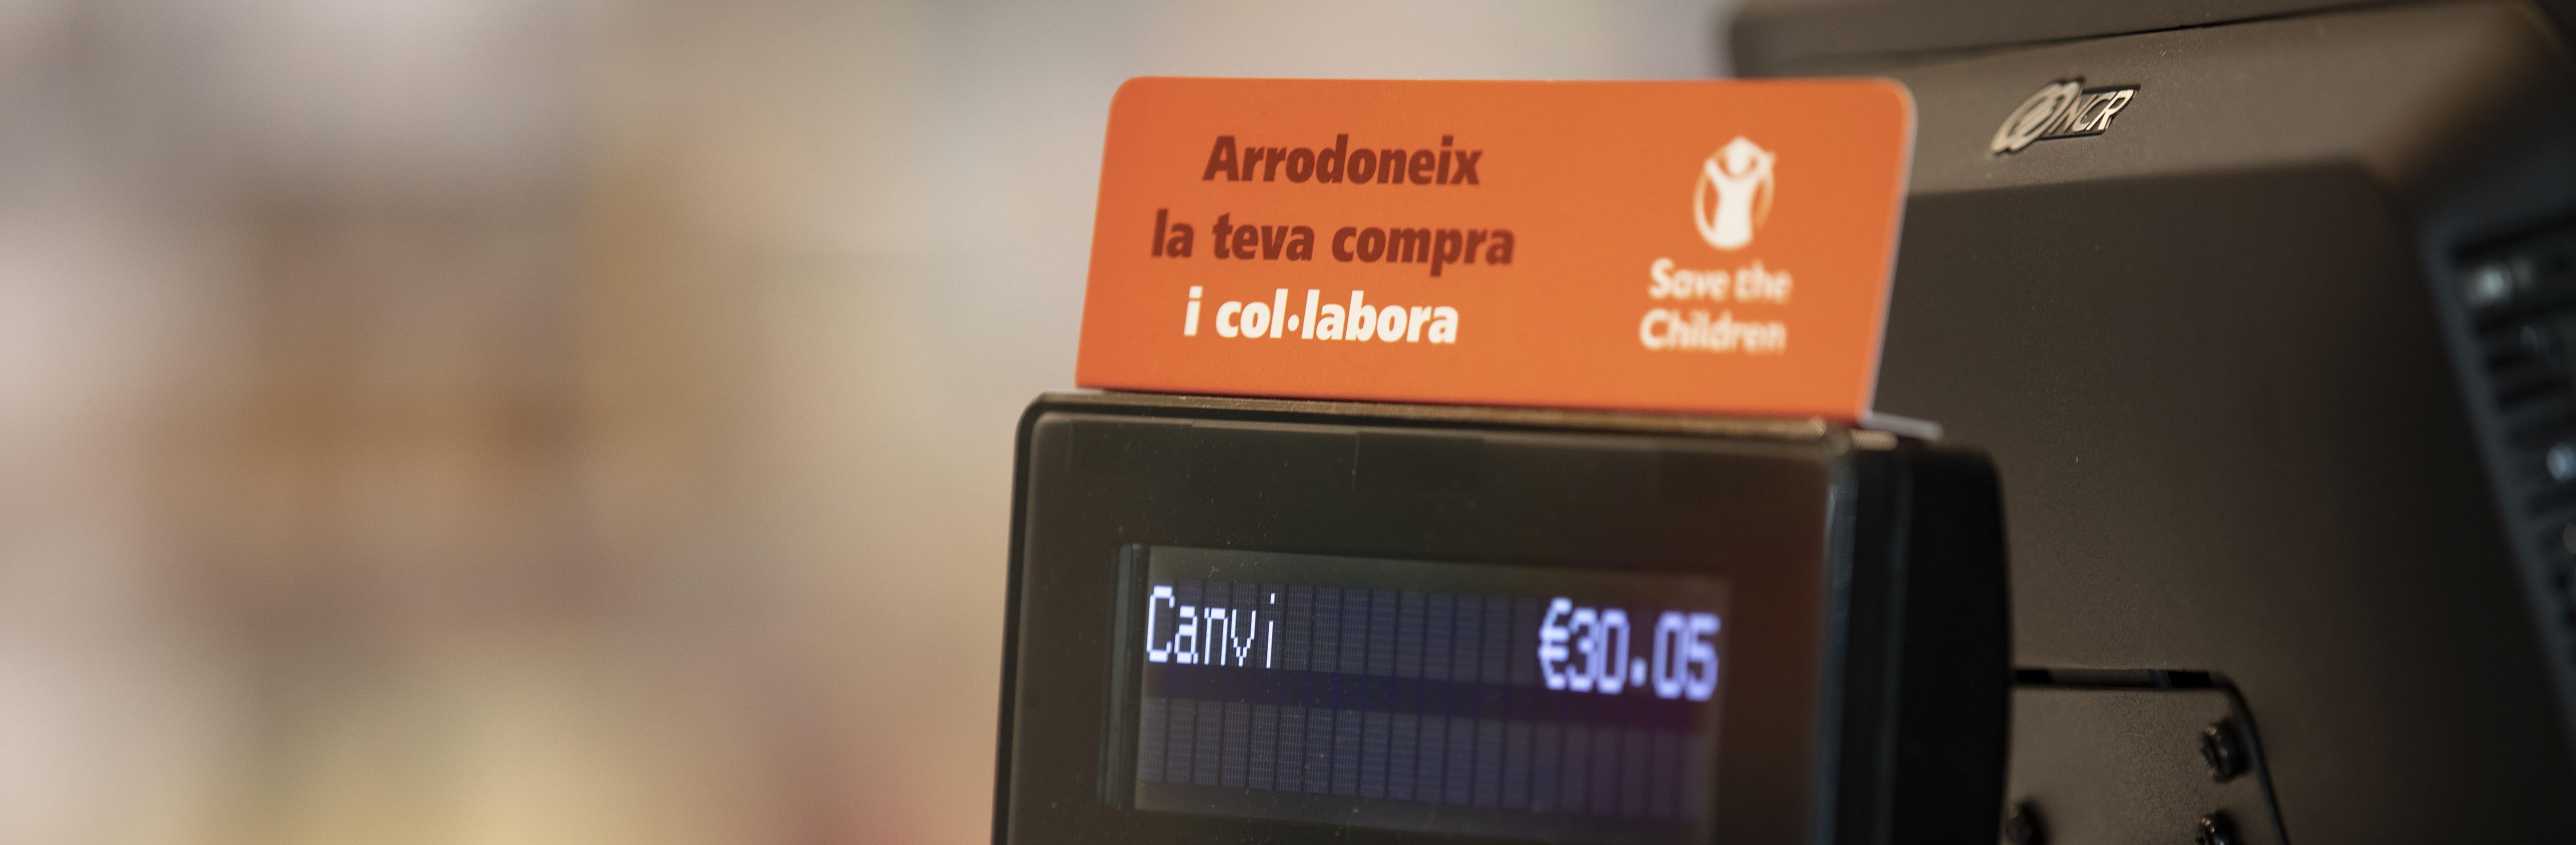 Arrodoneix
la teva compra
i col·labora
Save the
Children
NCR
Canvi €30.05